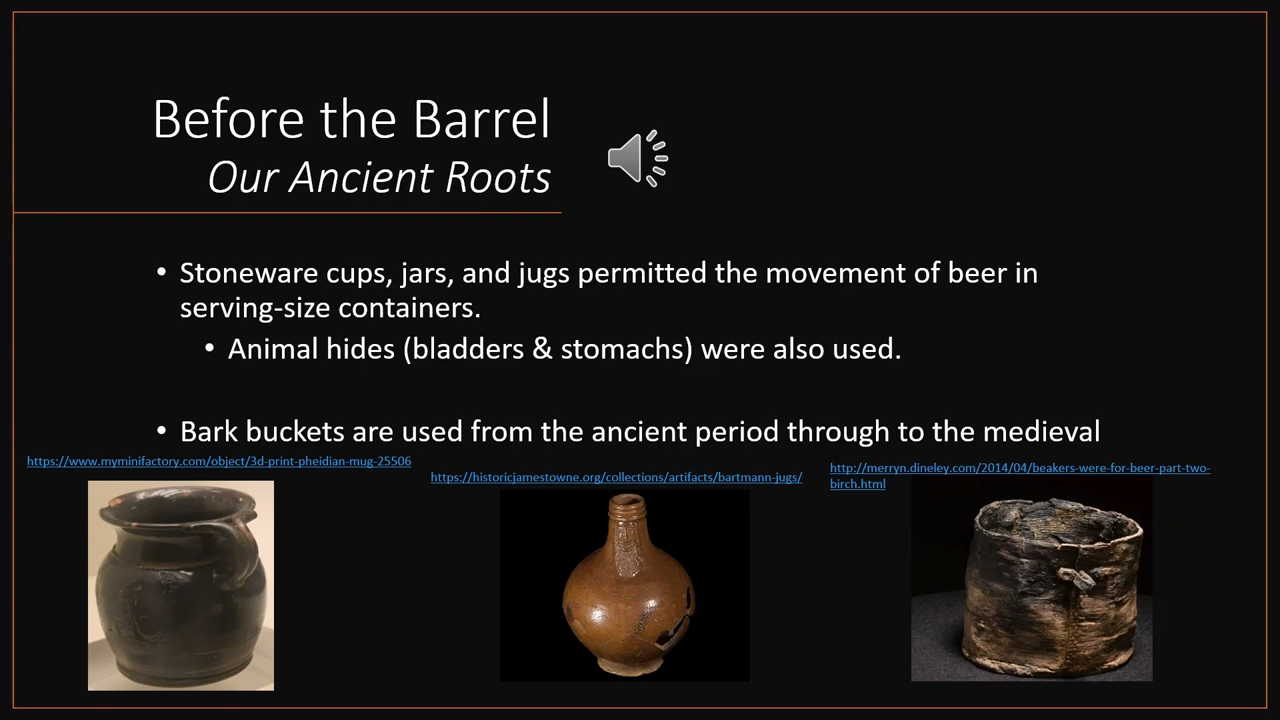 Before the Barrel
Our Ancient Roots
• Stoneware cups, jars, and jugs permitted the movement of beer in
serving-size containers.
• Animal hides (bladders & stomachs) were also used.
• Bark buckets are used from the ancient period through to the medieval
https://www.myminifactory.com/object/3d-print-pheidian-mug-25506
https://historicjamestowne.org/collections/artifacts/bartmann-jugs/
http://merryn.dineley.com/2014/04/beakers-were-for-beer-part-two-
birch.html